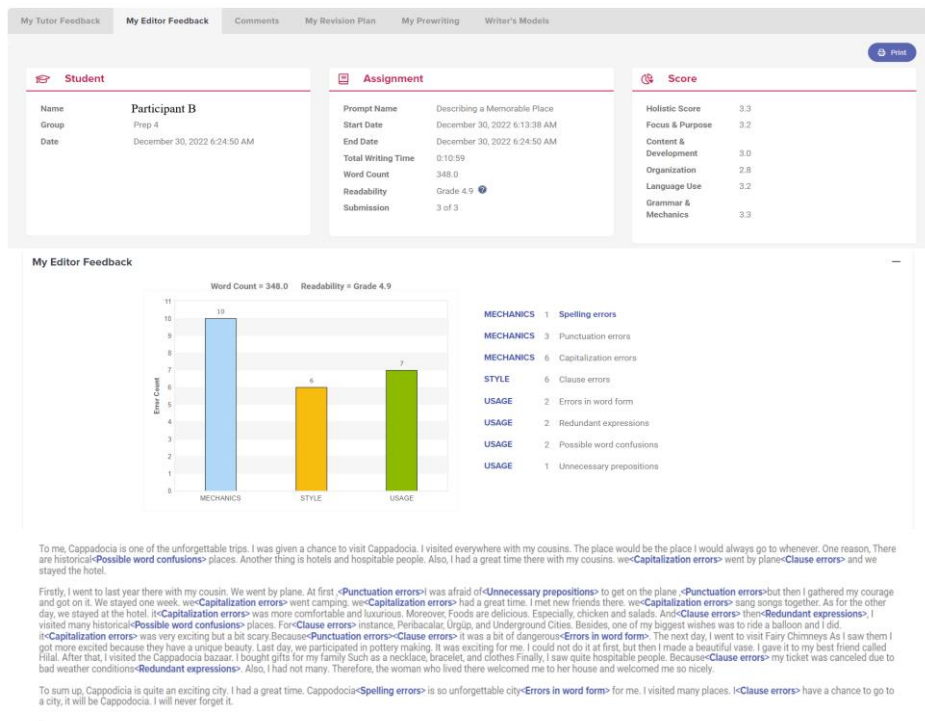 My Tutor Feedback My Editor Feedback Comments My Revision Plan My Prewriting Writer's Models
Print
Student
Name Participant B
Group Prep 4
Date December 30, 2022 6:24:50 AM
Assignment
Prompt Name Describing a Memorable Place
Start Date December 30, 2022 6:13:38 AM
End Date December 30, 2022 6:24:50 AM
Total Writing Time 0:10:59
Word Count 348.0
Readability Grade 4.9 ?
Submission 3 of 3
Score
Holistic Score 3.3
Focus & Purpose 3.2
Content &
Development 3.0
Organization 2.8
Language Use 3.2
Grammar &
Mechanics 3.3
My Editor Feedback
Word Count = 348.0 Readability = Grade 4.9
Error Count
11
10
9
8
7
6
5
4
3
2
1
0
10
6
7
MECHANICS STYLE USAGE
MECHANICS 1 Spelling errors
MECHANICS 3 Punctuation errors
MECHANICS 6 Capitalization errors
STYLE 6 Clause errors
USAGE 2 Errors in word form
USAGE 2 Redundant expressions
USAGE 2 Possible word confusions
USAGE 1 Unnecessary prepositions
To me, Cappadocia is one of the unforgettable trips. I was given a chance to visit Cappadocia. I visited everywhere with my cousins. The place would be the place I would always go to whenever. One reason, There
are historical<Possible word confusions> places. Another thing is hotels and hospitable people. Also, I had a great time there with my cousins. we<Capitalization errors> went by plane<Clause errors> and we
stayed the hotel.
Firstly, I went to last year there with my cousin. We went by plane. At first ,<Punctuation errors>I was afraid of<Unnecessary prepositions> to get on the plane ,<Punctuation errors>but then I gathered my courage
and got on it. We stayed one week. we<Capitalization errors> went camping. we<Capitalization errors> had a great time. I met new friends there. we<Capitalization errors> sang songs together. As for the other
day, we stayed at the hotel. it<Capitalization errors> was more comfortable and luxurious. Moreover, Foods are delicious. Especially, chicken and salads. And<Clause errors> then<Redundant expressions>, I
visited many historical<Possible word confusions> places. For<Clause errors> instance, Peribacalar, Ürgüp, and Underground Cities. Besides, one of my biggest wishes was to ride a balloon and I did.
it<Capitalization errors> was very exciting but a bit scary.Because<Punctuation errors><Clause errors> it was a bit of dangerous<Errors in word form>. The next day, I went to visit Fairy Chimneys As I saw them I
got more excited because they have a unique beauty. Last day, we participated in pottery making. It was exciting for me. I could not do it at first, but then I made a beautiful vase. I gave it to my best friend called
Hilal. After that, I visited the Cappadocia bazaar. I bought gifts for my family Such as a necklace, bracelet, and clothes Finally, I saw quite hospitable people. Because<Clause errors> my ticket was canceled due to
bad weather conditions<Redundant expressions>. Also, I had not many. Therefore, the woman who lived there welcomed me to her house and welcomed me so nicely.
To sum up, Cappodicia is quite an exciting city. I had a great time. Cappodocia<Spelling errors> is so unforgettable city<Errors in word form> for me. I visited many places. I<Clause errors> have a chance to go to
a city, it will be Cappodocia. I will never forget it.